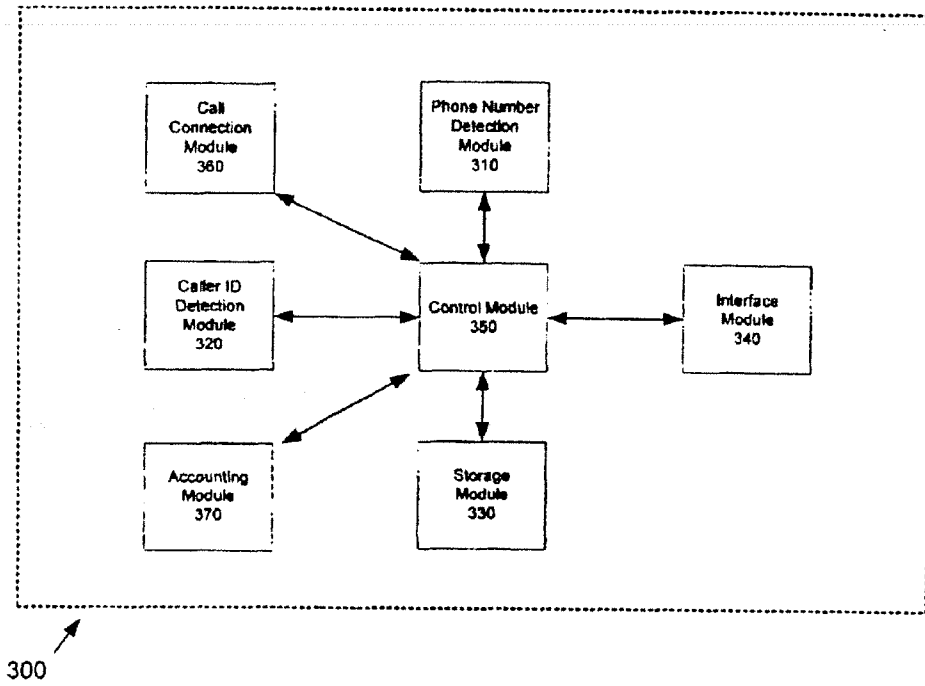 Call
Connection
Module
360
Phone Number
Detection
Module
310
Caller ID
Detection
Module
320
Control Module
350
Interface
Module
340
Accounting
Module
370
Storage
Module
330
300